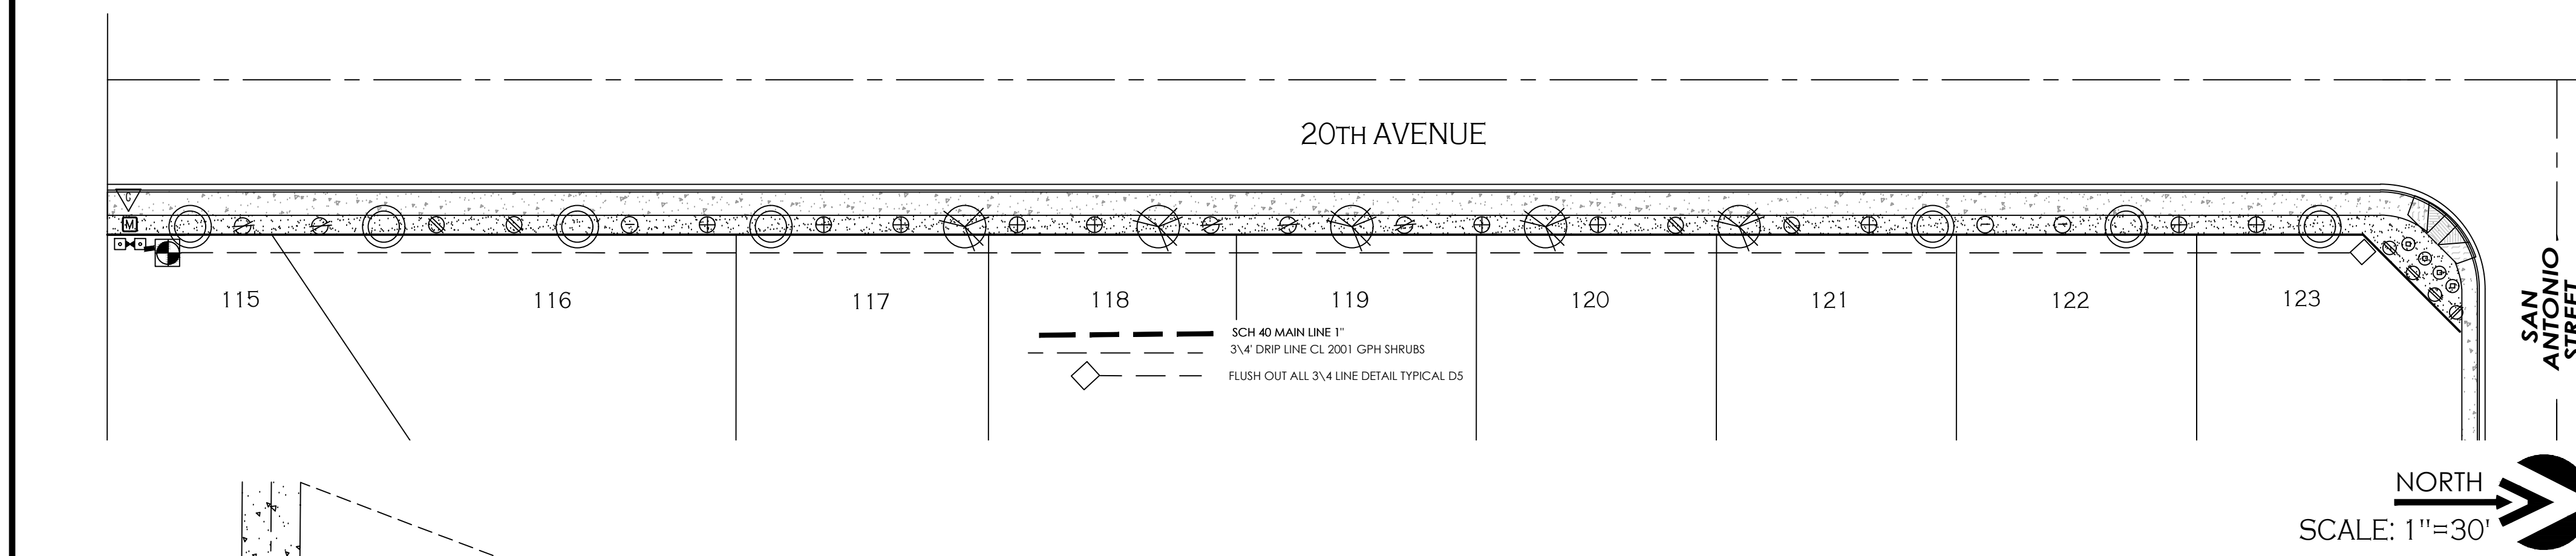 20TH AVENUE
C
M
115
116
117
118
119
120
121
122
123
SCH 40 MAIN LINE 1"
3\4' DRIP LINE CL 2001 GPH SHRUBS
FLUSH OUT ALL 3\4 LINE DETAIL TYPICAL D5
SAN
ANTONIO
STREET
NORTH
SCALE: 1"=30'